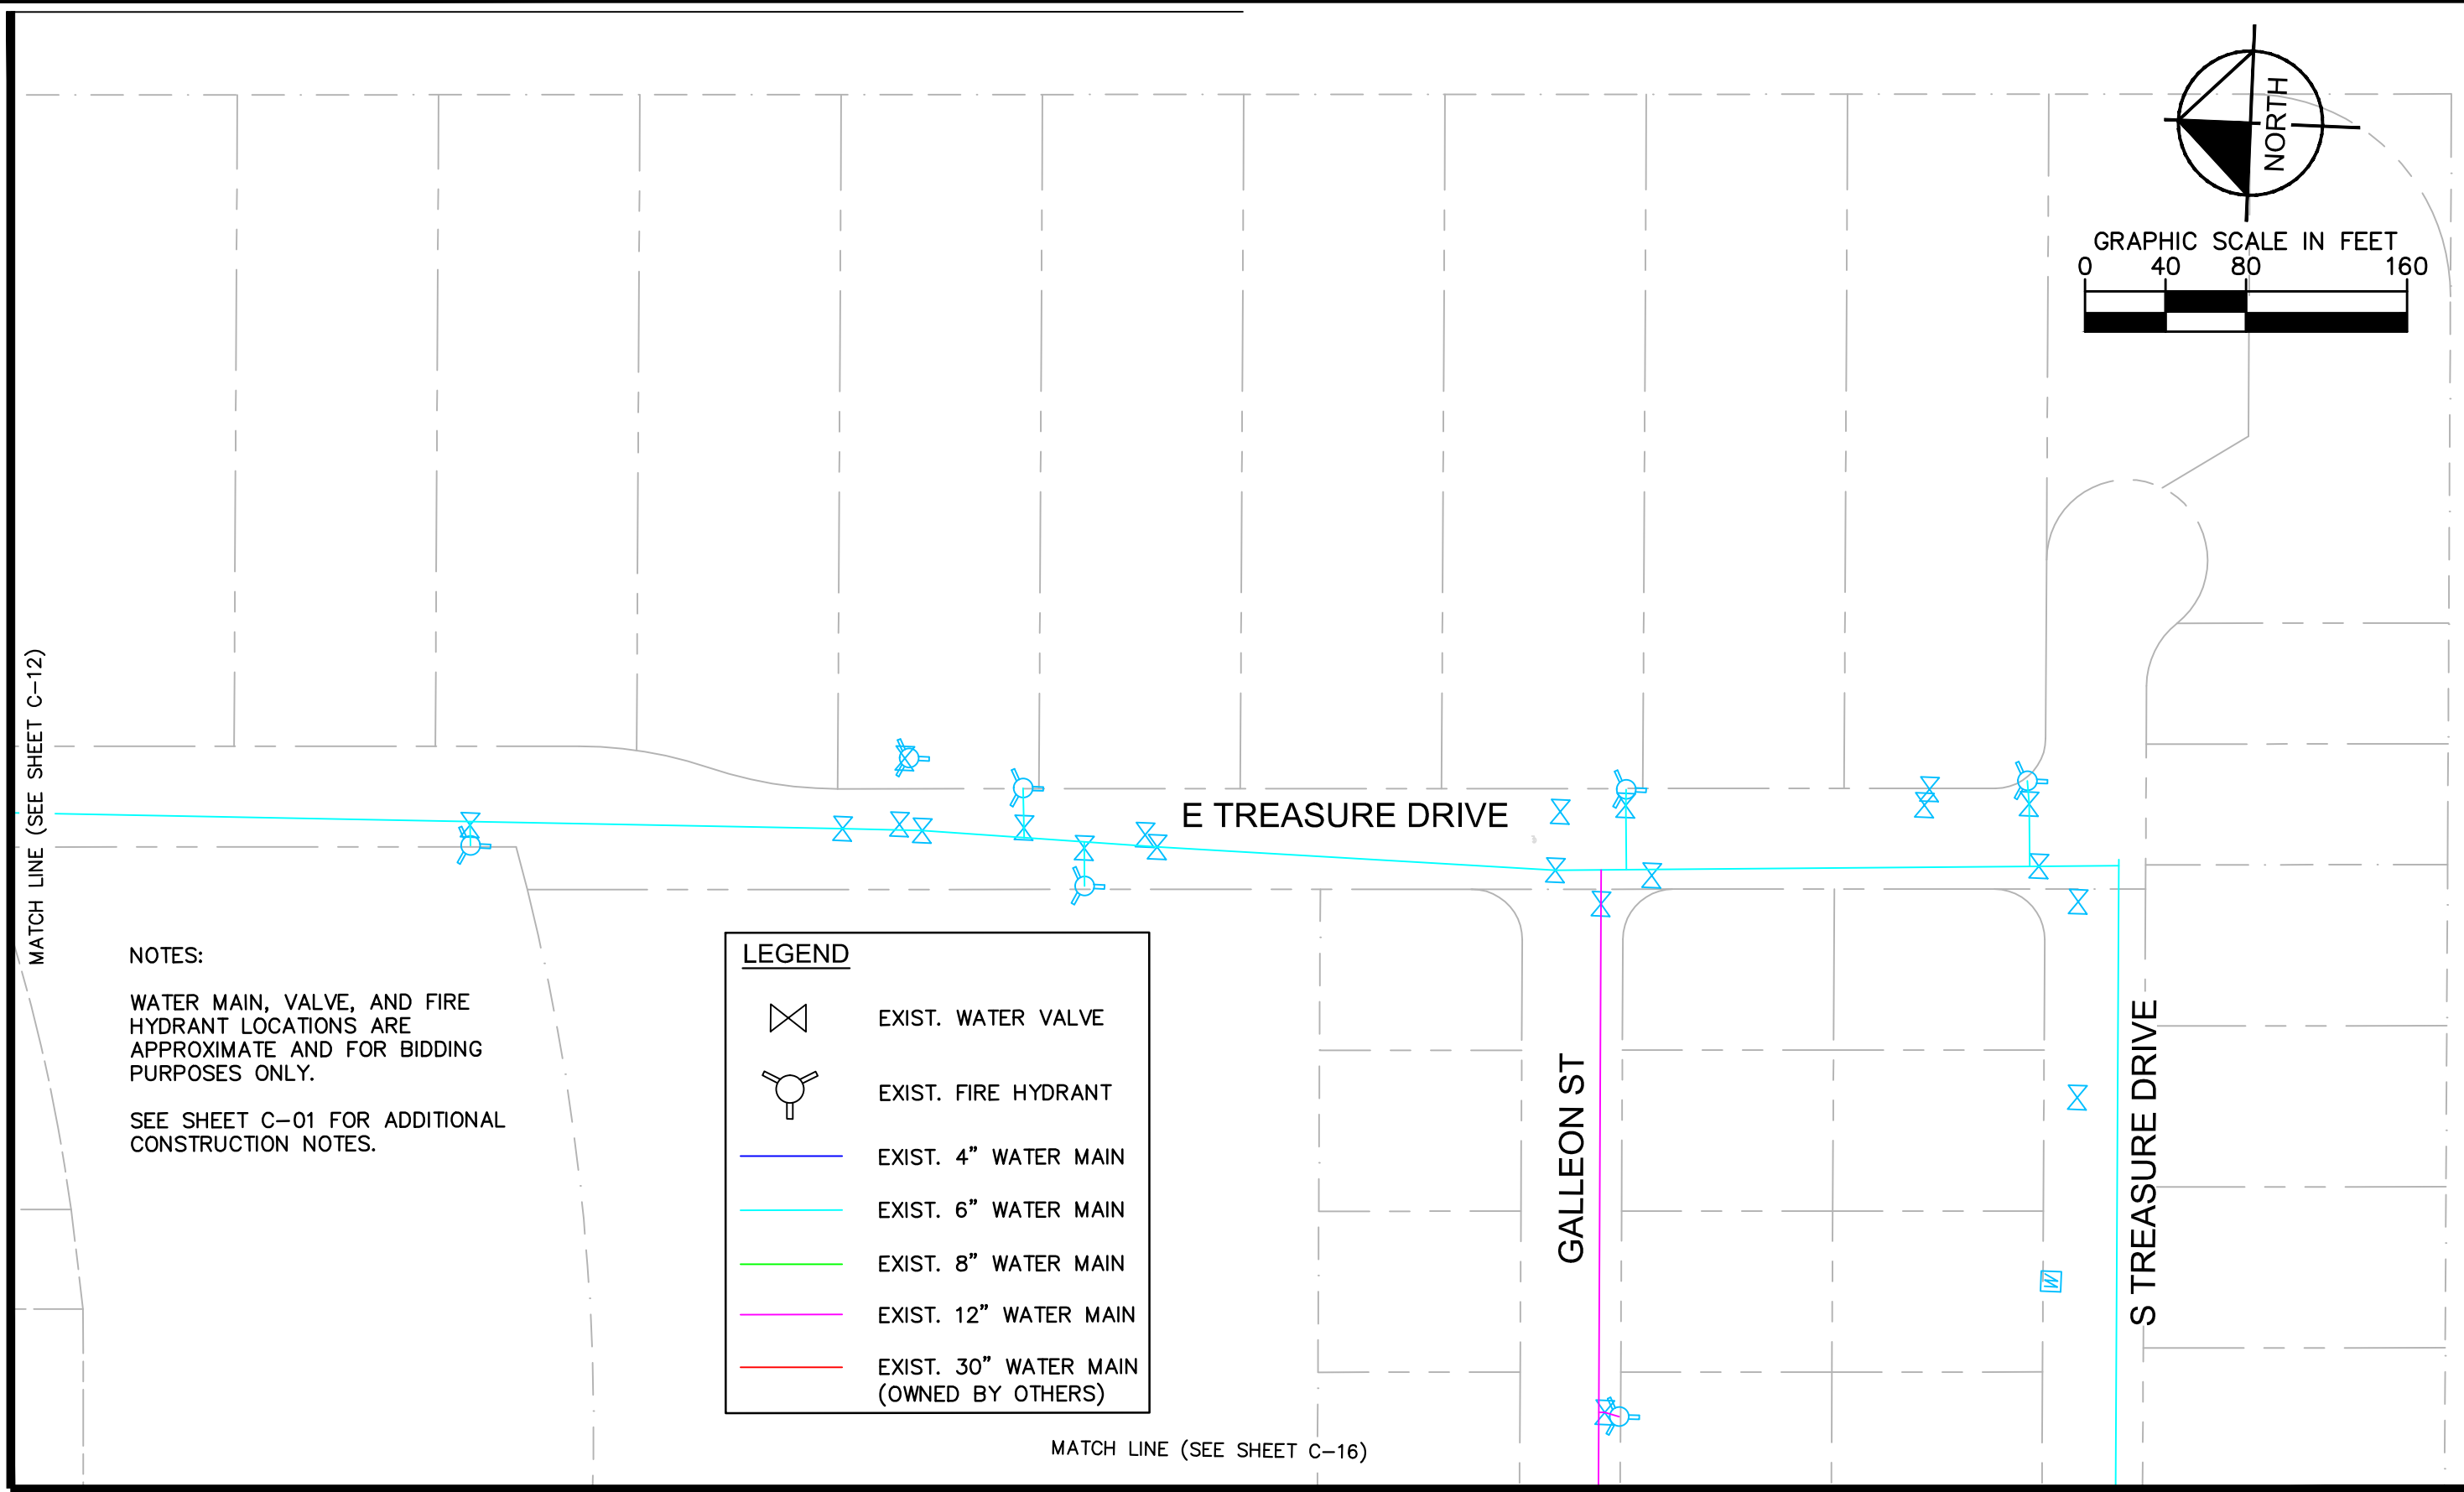 NORTH
GRAPHIC SCALE IN FEET
0 40 80 160
MATCH LINE (SEE SHEET C-12)
E TREASURE DRIVE
NOTES:
WATER MAIN, VALVE, AND FIRE
HYDRANT LOCATIONS ARE
APPROXIMATE AND FOR BIDDING
PURPOSES ONLY.
SEE SHEET C-01 FOR ADDITIONAL
CONSTRUCTION NOTES.
LEGEND
EXIST. WATER VALVE
EXIST. FIRE HYDRANT
EXIST. 4" WATER MAIN
EXIST. 6" WATER MAIN
EXIST. 8" WATER MAIN
EXIST. 12" WATER MAIN
EXIST. 30" WATER MAIN
(OWNED BY OTHERS)
GALLEON ST
S TREASURE DRIVE
W
MATCH LINE (SEE SHEET C-16)